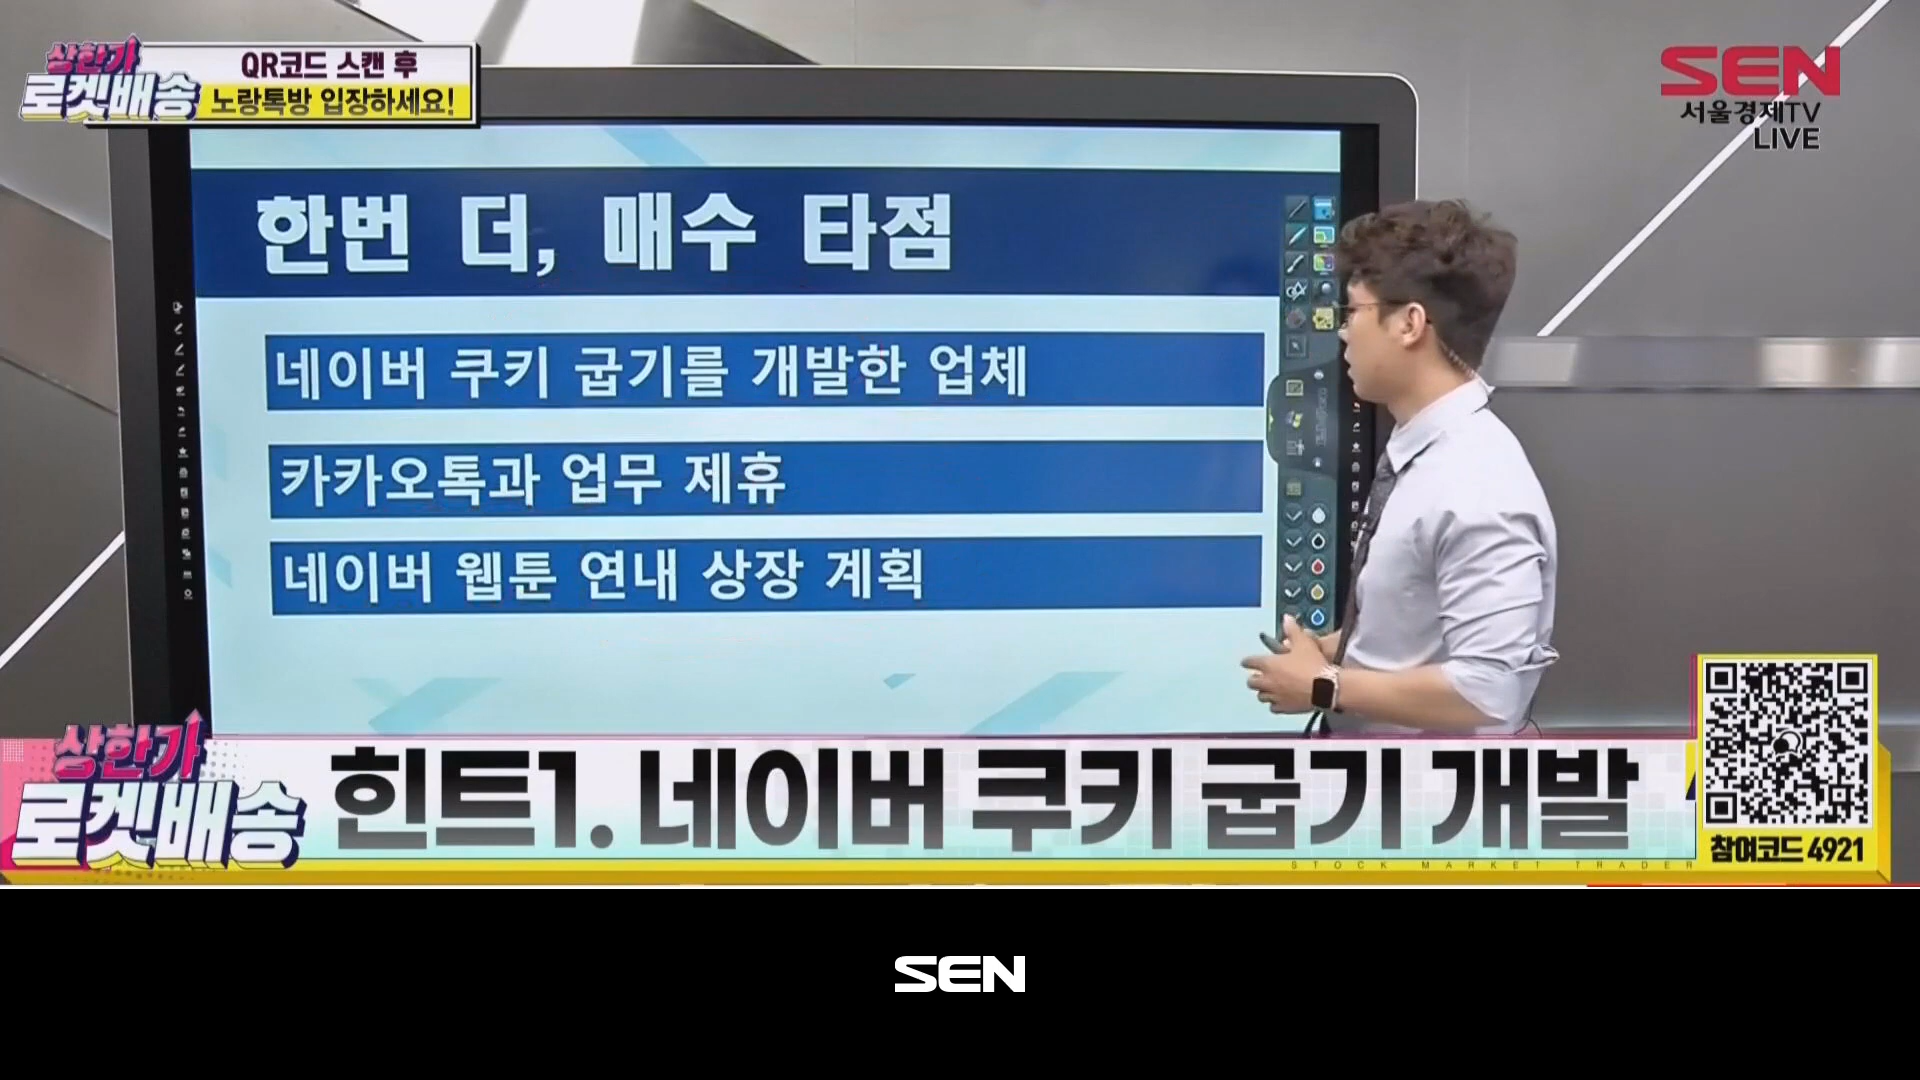 상한가
로켓배송
QR코드 스캔 후
노랑톡방 입장하세요!
SEN
서울경제TV
LIVE
한번 더, 매수 타점
네이버 쿠키 굽기를 개발한 업체
카카오톡과 업무 제휴
네이버 웹툰 연내 상장 계획
상한가
로켓배송
힌트1. 네이버 쿠키 굽기 개발
STOCK MARKET TRADER
참여코드 4921
SEN